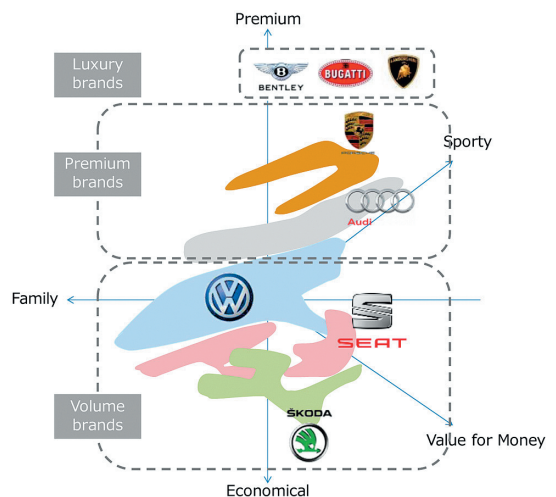 Premium
Luxury
brands
BENTLEY
BUGATTI
Premium
brands
Sporty
Audi
Family
SEAT
Volume
brands
ŠKODA
Value for Money
Economical